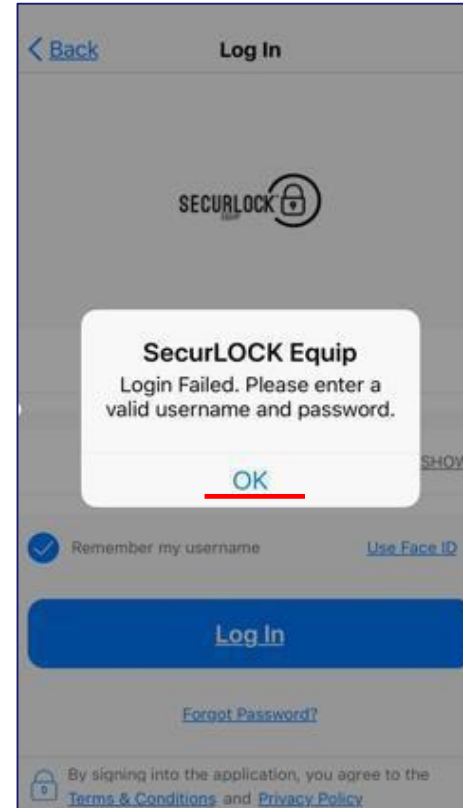 Back
Log In
SECURLOCK
EQUIP
SecurLOCK Equip
Login Failed. Please enter a
valid username and password.
SHOW
OK
Remember my username
Use Face ID
Log In
Forgot Password?
By signing into the application, you agree to the
Terms & Conditions and Privacy Policy